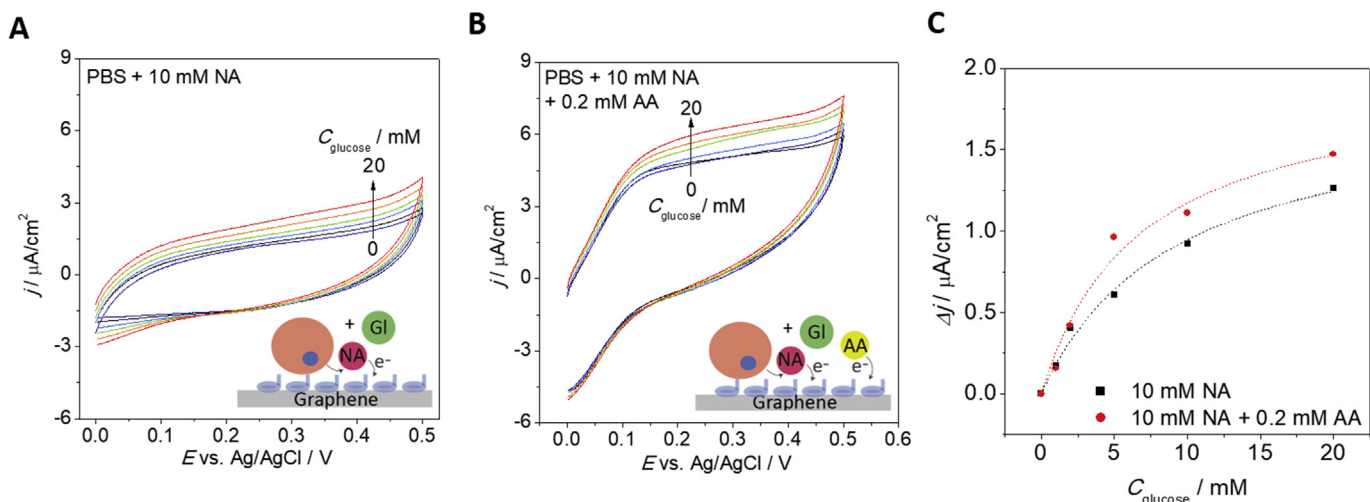 A
PBS + 10 mM NA
C glucose / mM
20
0
9
6
3
0
-3
-6
j / µA/cm²
+
Gl
NA
e⁻
Graphene
0.0 0.1 0.2 0.3 0.4 0.5
E vs. Ag/AgCl / V
B
PBS + 10 mM NA
+ 0.2 mM AA
20
0
C glucose / mM
9
6
3
0
-3
-6
j / µA/cm²
+
Gl
AA
NA
e⁻ e⁻
Graphene
0.0 0.1 0.2 0.3 0.4 0.5 0.6
E vs. Ag/AgCl / V
C
2.0
1.5
1.0
0.5
0.0
Δj / µA/cm²
10 mM NA
10 mM NA + 0.2 mM AA
0 5 10 15 20
C glucose / mM